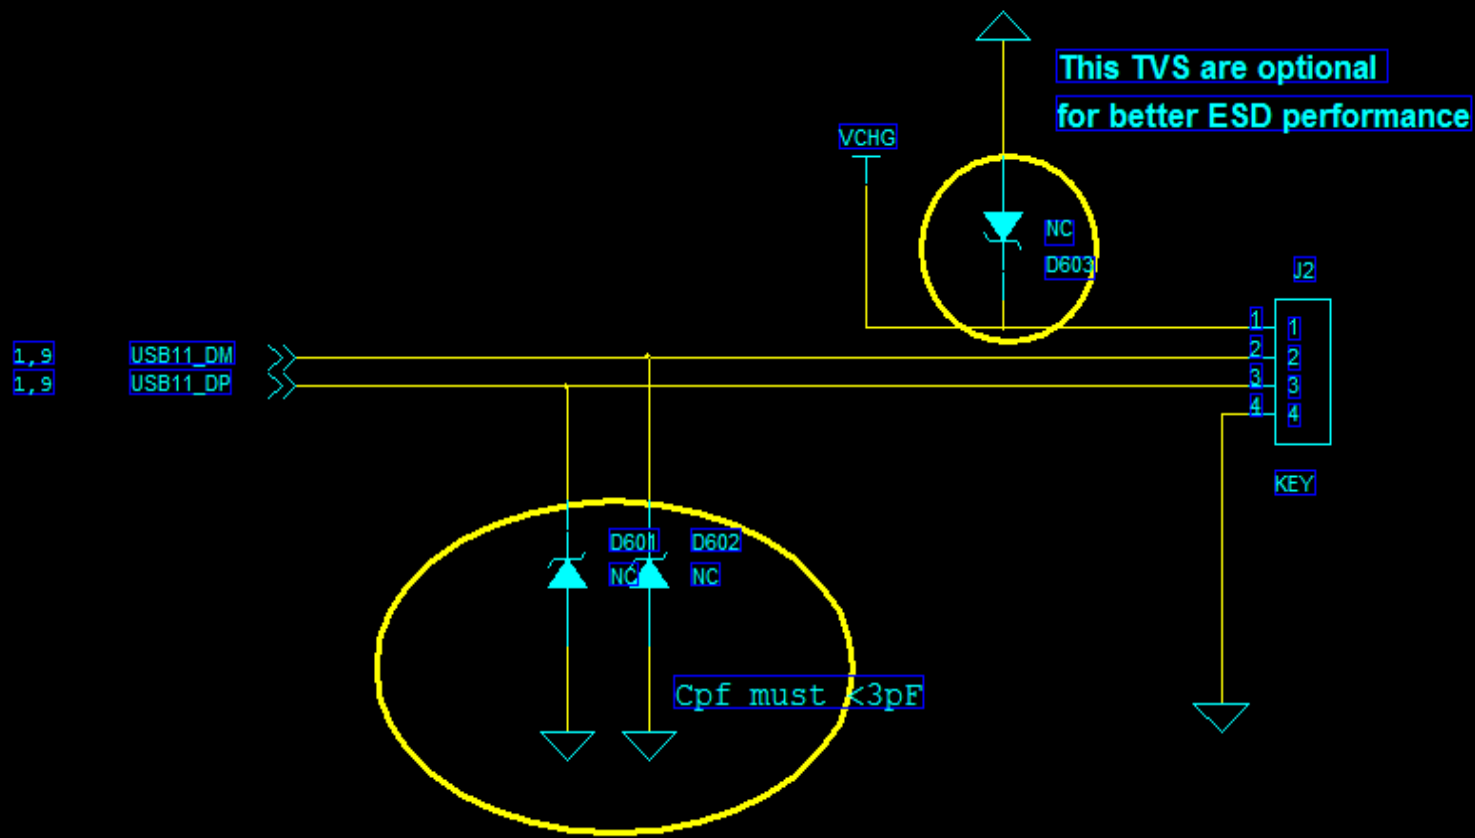 This TVS are optional
for better ESD performance
VCHG
NC
D603
J2
1 1
1,9 USB11_DM 2 2
1,9 USB11_DP 3 3
4 4
KEY
D601 D602
NC NC
Cpf must <3pF